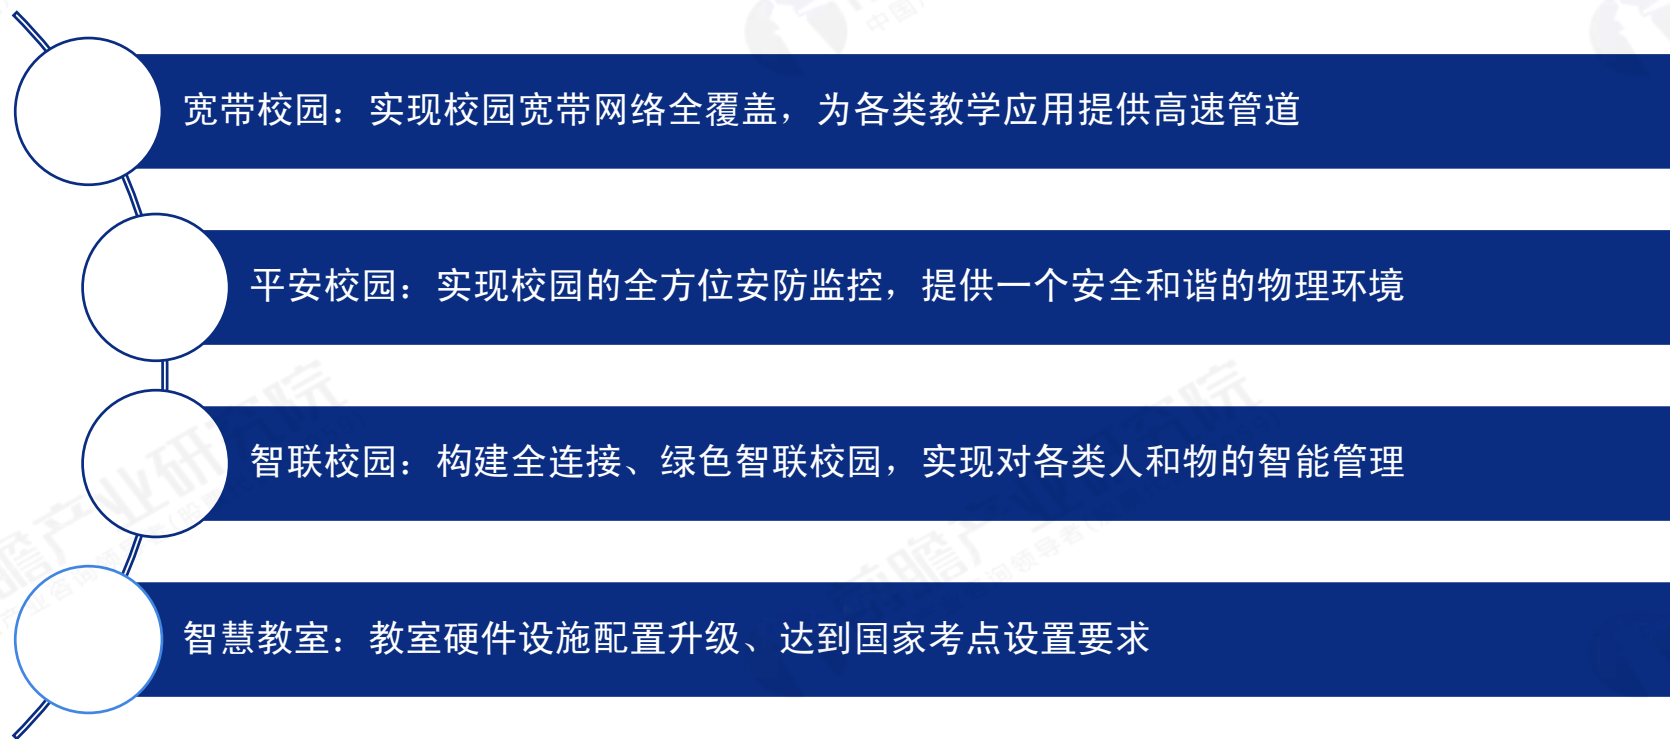 宽带校园：实现校园宽带网络全覆盖，为各类教学应用提供高速管道
平安校园：实现校园的全方位安防监控，提供一个安全和谐的物理环境
智联校园：构建全连接、绿色智联校园，实现对各类人和物的智能管理
智慧教室：教室硬件设施配置升级、达到国家考点设置要求